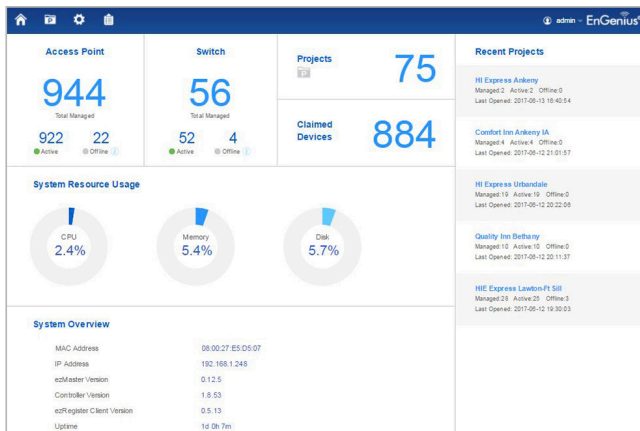 admin
EnGenius
Access Point
944
Total Managed
922 22
Active Offline
Switch
56
Total Managed
52 4
Active Offline
Projects
75
Claimed
Devices
884
System Resource Usage
CPU
2.4%
Memory
5.4%
Disk
5.7%
System Overview
MAC Address 08:00:27:E5:D5:07
IP Address 192.168.1.248
ezMaster Version 0.12.5
Controller Version 1.8.53
ezRegister Client Version 0.5.13
Uptime 1d 0h 7m
Recent Projects
HI Express Ankeny
Managed:2 Active:2 Offline:0
Last Opened: 2017-06-13 16:40:54
Comfort Inn Ankeny IA
Managed:4 Active:4 Offline:0
Last Opened: 2017-06-12 21:01:57
HI Express Urbandale
Managed:19 Active:19 Offline:0
Last Opened: 2017-06-12 20:22:06
Quality Inn Bethany
Managed:10 Active:10 Offline:0
Last Opened: 2017-06-12 20:11:37
HIE Express Lawton-Ft Sill
Managed:28 Active:25 Offline:3
Last Opened: 2017-06-12 19:30:03